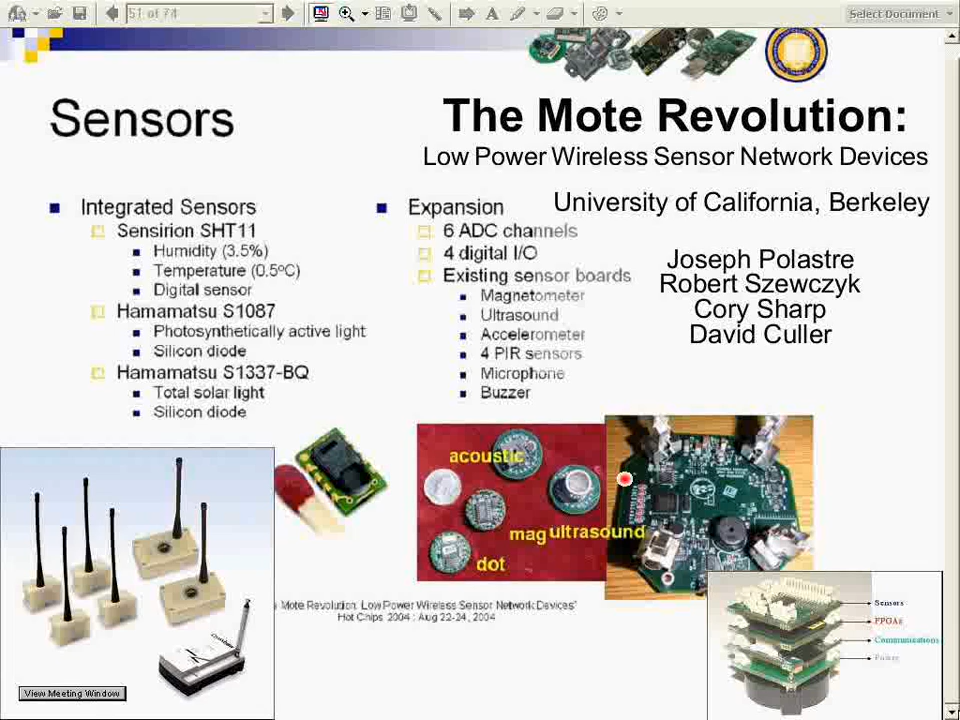 51 of 74
Select Document
Sensors
The Mote Revolution:
Low Power Wireless Sensor Network Devices
University of California, Berkeley
Joseph Polastre
Robert Szewczyk
Cory Sharp
David Culler
Integrated Sensors
Sensirion SHT11
Humidity (3.5%)
Temperature (0.5ºC)
Digital sensor
Hamamatsu S1087
Photosynthetically active light
Silicon diode
Hamamatsu S1337-BQ
Total solar light
Silicon diode
Expansion
6 ADC channels
4 digital I/O
Existing sensor boards
Magnetometer
Ultrasound
Accelerometer
4 PIR sensors
Microphone
Buzzer
acoustic
mag
ultrasound
dot
Mote Revolution: Low Power Wireless Sensor Network Devices"
Hot Chips 2004 : Aug 22-24, 2004
Sensors
FPGAs
Communications
Power
View Meeting Window